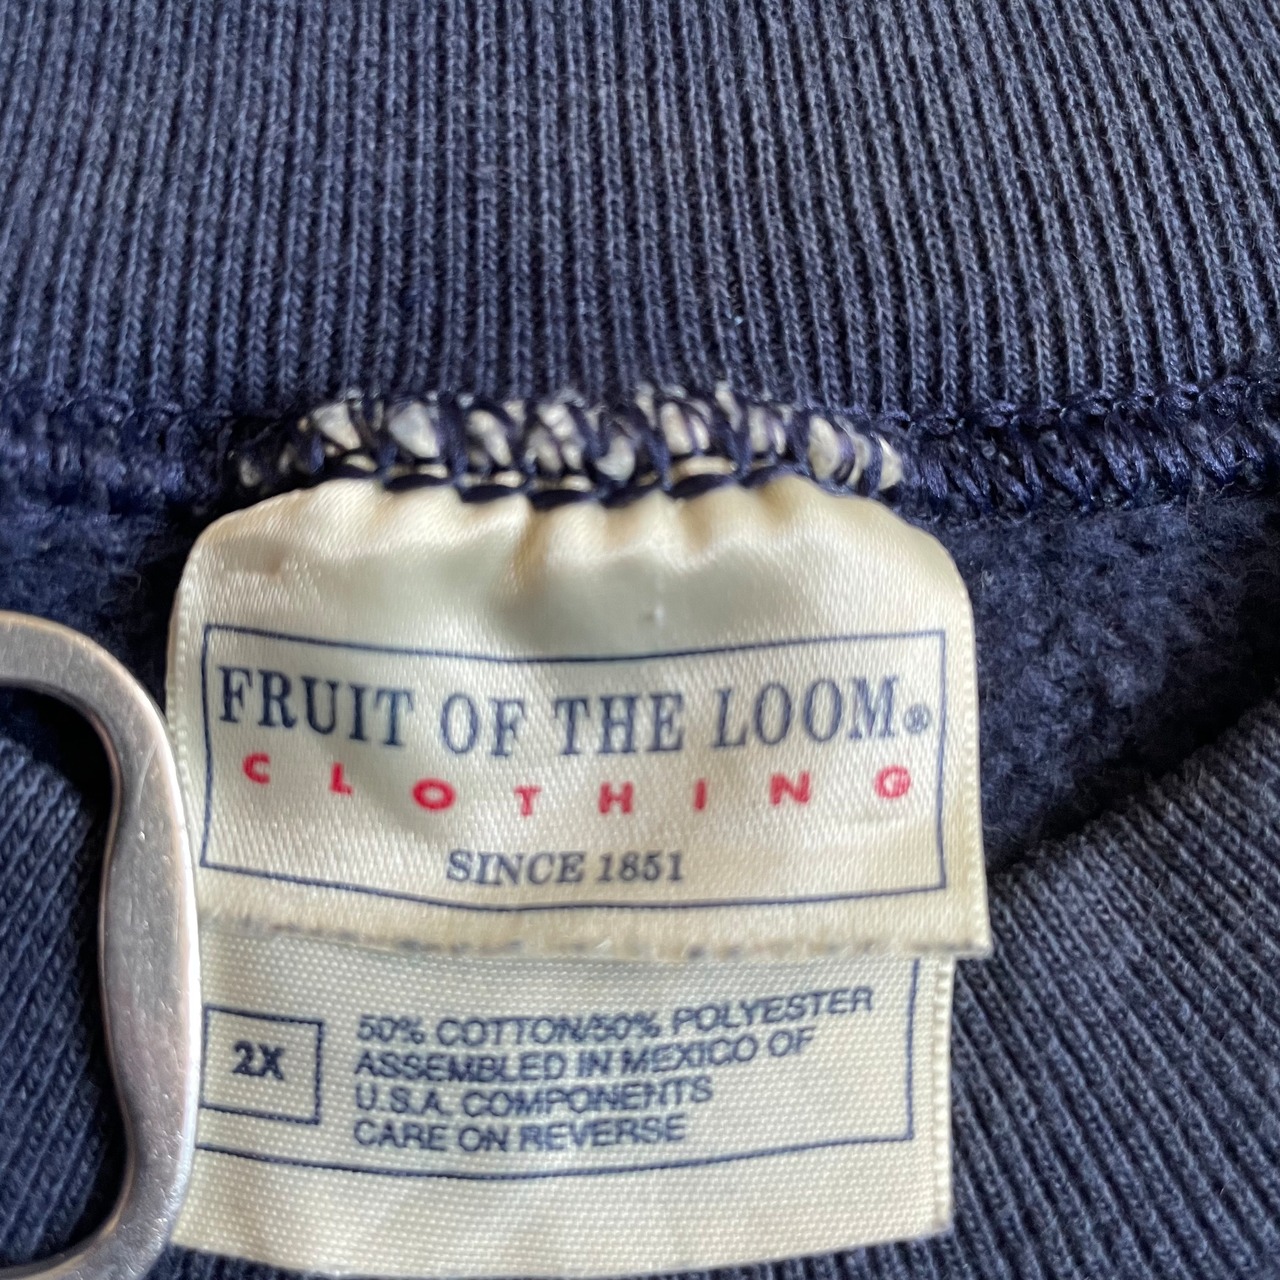 FRUIT OF THE LOOM®
CLOTHING
SINCE 1851
2X
50% COTTON/50% POLYESTER
ASSEMBLED IN MEXICO OF
U.S.A. COMPONENTS
CARE ON REVERSE